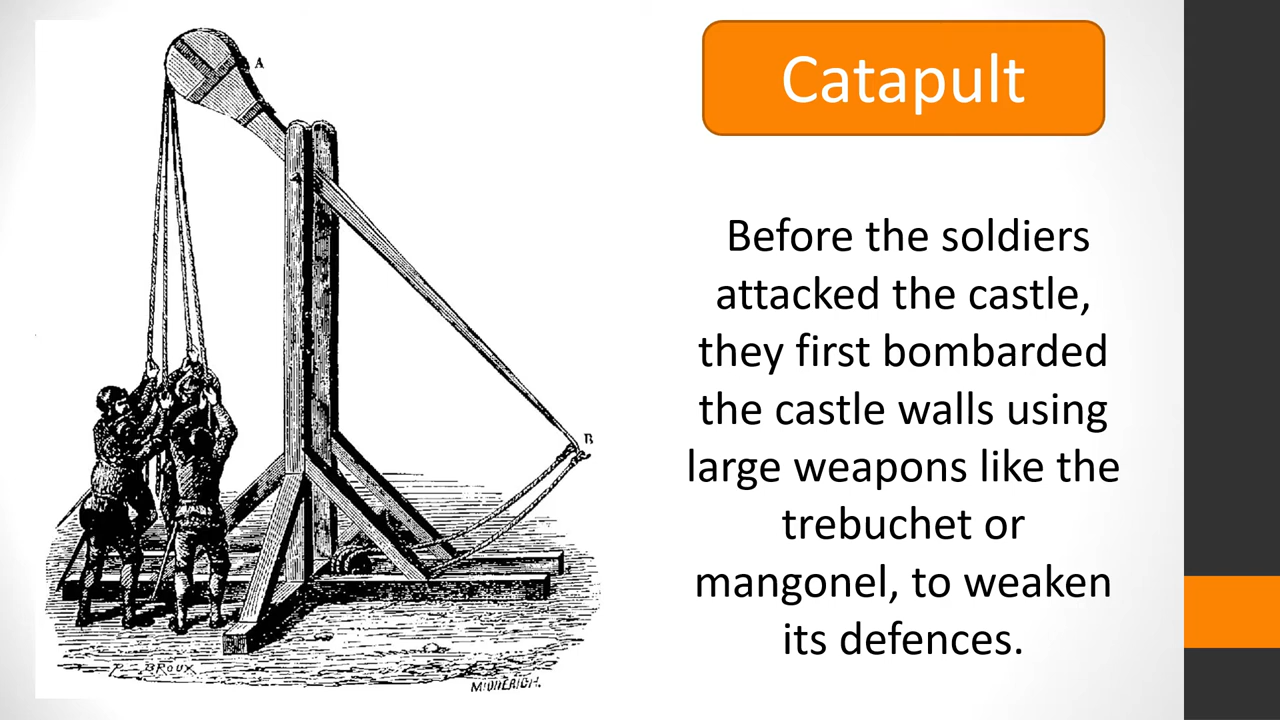 Catapult
A
Before the soldiers
attacked the castle,
they first bombarded
the castle walls using
large weapons like the
trebuchet or
mangonel, to weaken
its defences.
B
P. BROUX